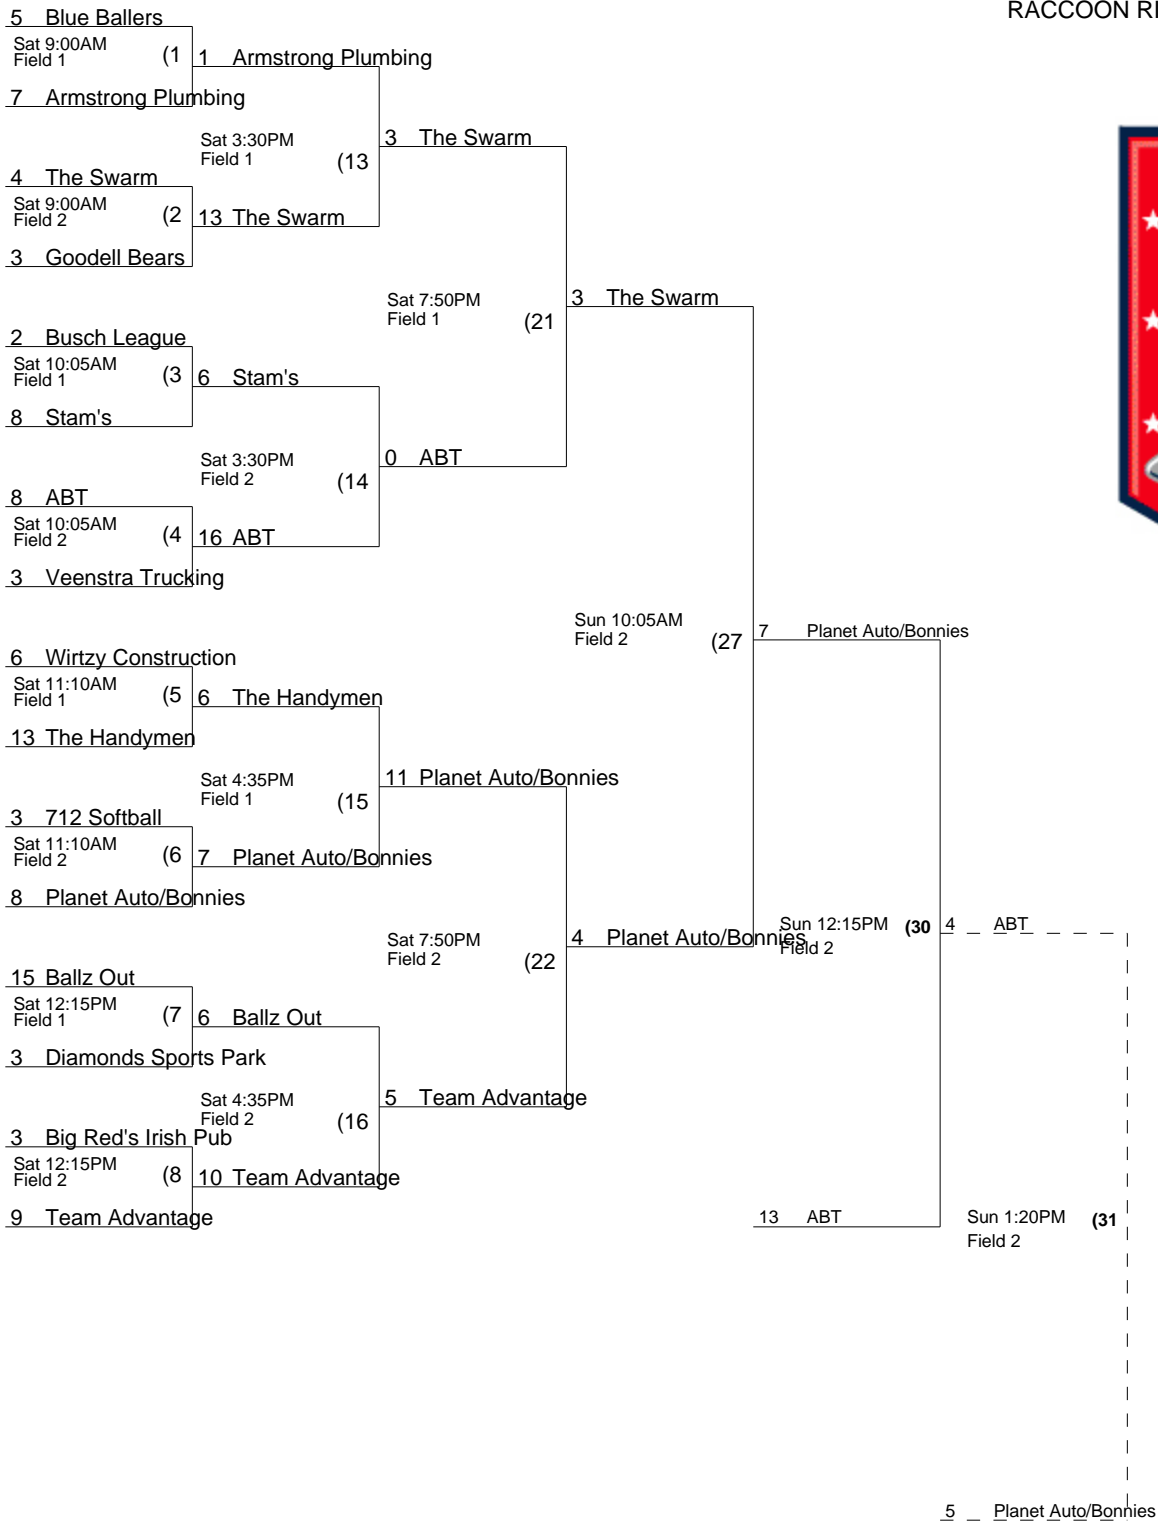 RACCOON RI
5 Blue Ballers
Sat 9:00AM
Field 1
(1
1 Armstrong Plumbing
7 Armstrong Plumbing
Sat 3:30PM
Field 1
(13
3 The Swarm
4 The Swarm
Sat 9:00AM
Field 2
(2
13 The Swarm
3 Goodell Bears
Sat 7:50PM
Field 1
(21
3 The Swarm
2 Busch League
Sat 10:05AM
Field 1
(3
6 Stam's
8 Stam's
Sat 3:30PM
Field 2
(14
0 ABT
8 ABT
Sat 10:05AM
Field 2
(4
16 ABT
3 Veenstra Trucking
Sun 10:05AM
Field 2
(27
7 Planet Auto/Bonnies
6 Wirtzy Construction
Sat 11:10AM
Field 1
(5
6 The Handymen
13 The Handymen
Sat 4:35PM
Field 1
(15
11 Planet Auto/Bonnies
3 712 Softball
Sat 11:10AM
Field 2
(6
7 Planet Auto/Bonnies
8 Planet Auto/Bonnies
Sat 7:50PM
Field 2
(22
4 Planet Auto/Bonnies
Sun 12:15PM
Field 2
(30
4 ABT
15 Ballz Out
Sat 12:15PM
Field 1
(7
6 Ballz Out
3 Diamonds Sports Park
Sat 4:35PM
Field 2
(16
5 Team Advantage
3 Big Red's Irish Pub
Sat 12:15PM
Field 2
(8
10 Team Advantage
9 Team Advantage
13 ABT
Sun 1:20PM
Field 2
(31
5 Planet Auto/Bonnies